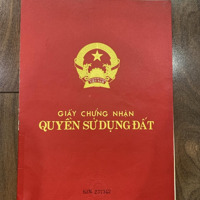 GIẤY CHỨNG NHẬN
QUYỀN SỬ DỤNG ĐẤT